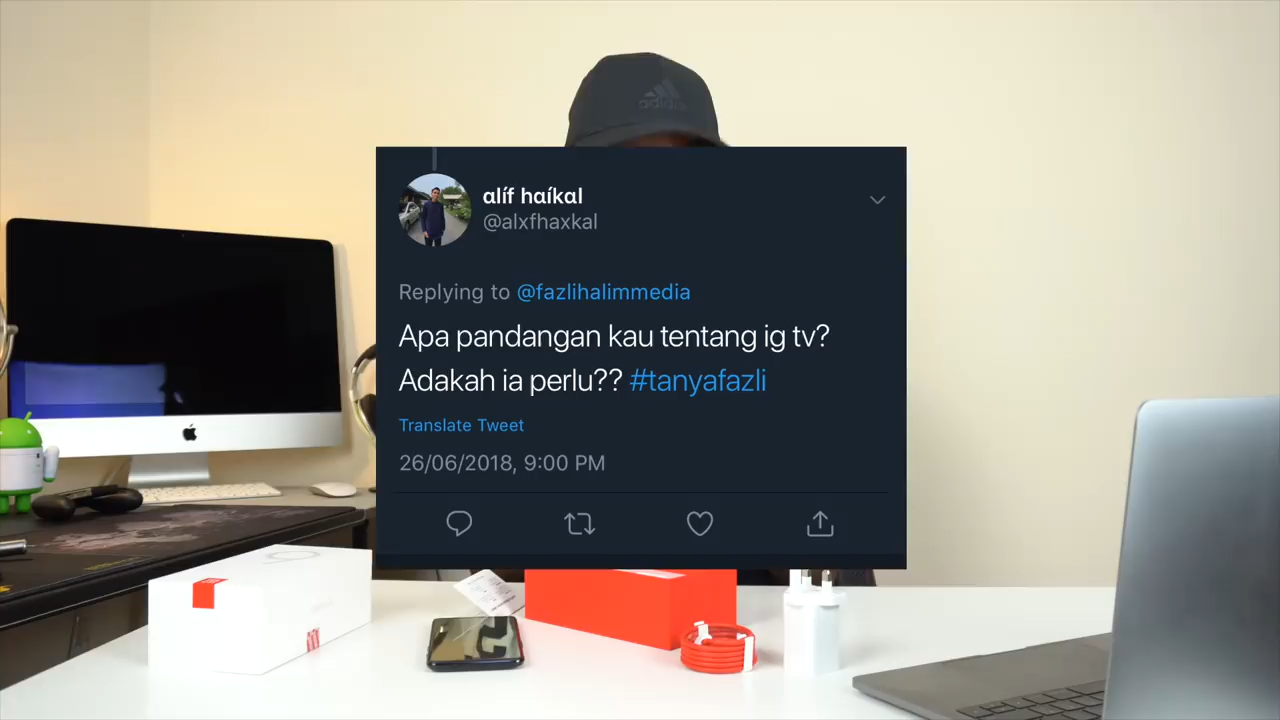 adidas
alíf haíkal
@alxfhaxkal
Replying to @fazlihalimmedia
Apa pandangan kau tentang ig tv?
Adakah ia perlu?? #tanyafazli
Translate Tweet
26/06/2018, 9:00 PM